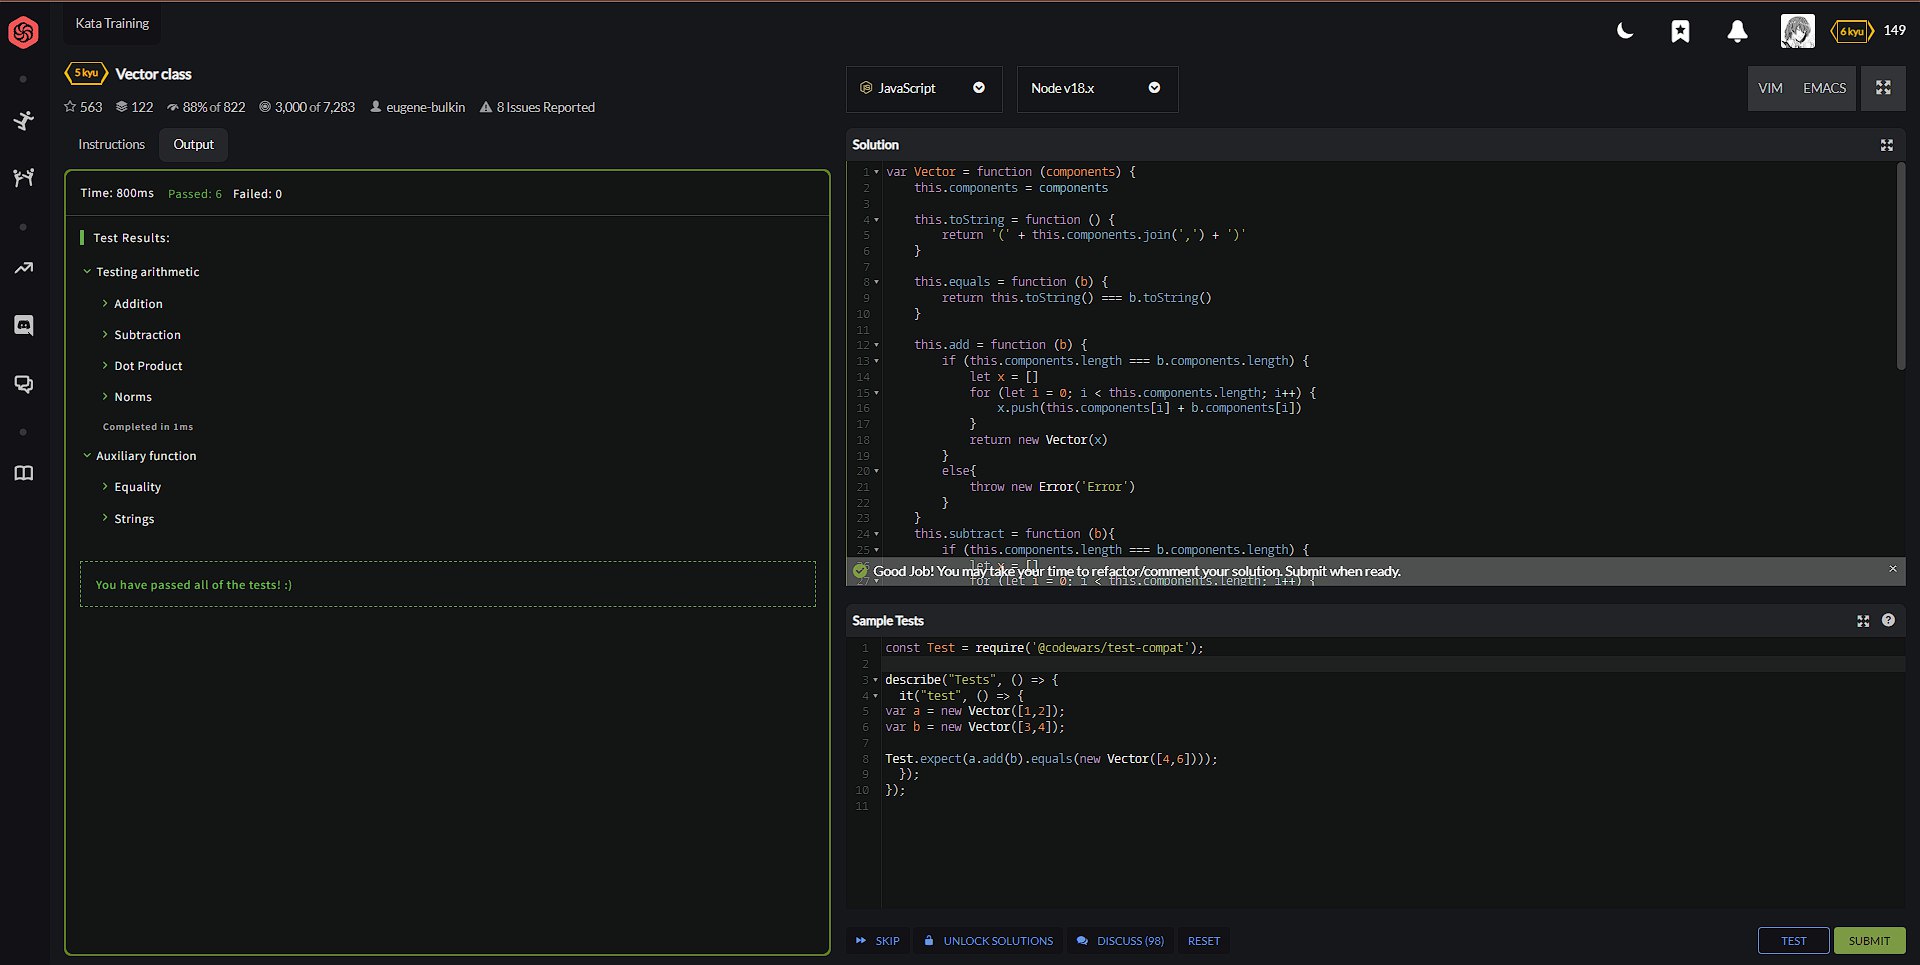 Kata Training
6 kyu 149
5 kyu Vector class
563 122 88% of 822 3,000 of 7,283 eugene-bulkin 8 Issues Reported
Instructions Output
Time: 800ms Passed: 6 Failed: 0
Test Results:
Testing arithmetic
Addition
Subtraction
Dot Product
Norms
Completed in 1ms
Auxiliary function
Equality
Strings
You have passed all of the tests! :)
JavaScript Node v18.x VIM EMACS
Solution
1 var Vector = function (components) {
2 this.components = components
3
4 this.toString = function () {
5 return '(' + this.components.join(',') + ')'
6 }
7
8 this.equals = function (b) {
9 return this.toString() === b.toString()
10 }
11
12 this.add = function (b) {
13 if (this.components.length === b.components.length) {
14 let x = []
15 for (let i = 0; i < this.components.length; i++) {
16 x.push(this.components[i] + b.components[i])
17 }
18 return new Vector(x)
19 }
20 else{
21 throw new Error('Error')
22 }
23 }
24 this.subtract = function (b){
25 if (this.components.length === b.components.length) {
let x = []
Good Job! You may take your time to refactor/comment your solution. Submit when ready.
27 for (let i = 0; i < this.components.length; i++) {
Sample Tests
1 const Test = require('@codewars/test-compat');
2
3 describe("Tests", () => {
4 it("test", () => {
5 var a = new Vector([1,2]);
6 var b = new Vector([3,4]);
7
8 Test.expect(a.add(b).equals(new Vector([4,6])));
9 });
10 });
11
SKIP UNLOCK SOLUTIONS DISCUSS (98) RESET TEST SUBMIT